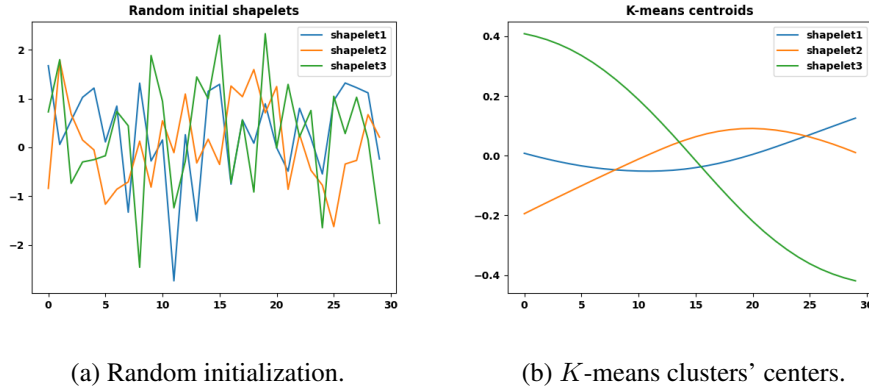 Random initial shapelets
shapelet1
shapelet2
shapelet3
2
1
0
−1
−2
0
5
10
15
20
25
30
(a) Random initialization.
K-means centroids
shapelet1
shapelet2
shapelet3
0.4
0.2
0.0
−0.2
−0.4
0
5
10
15
20
25
30
(b) K-means clusters’ centers.